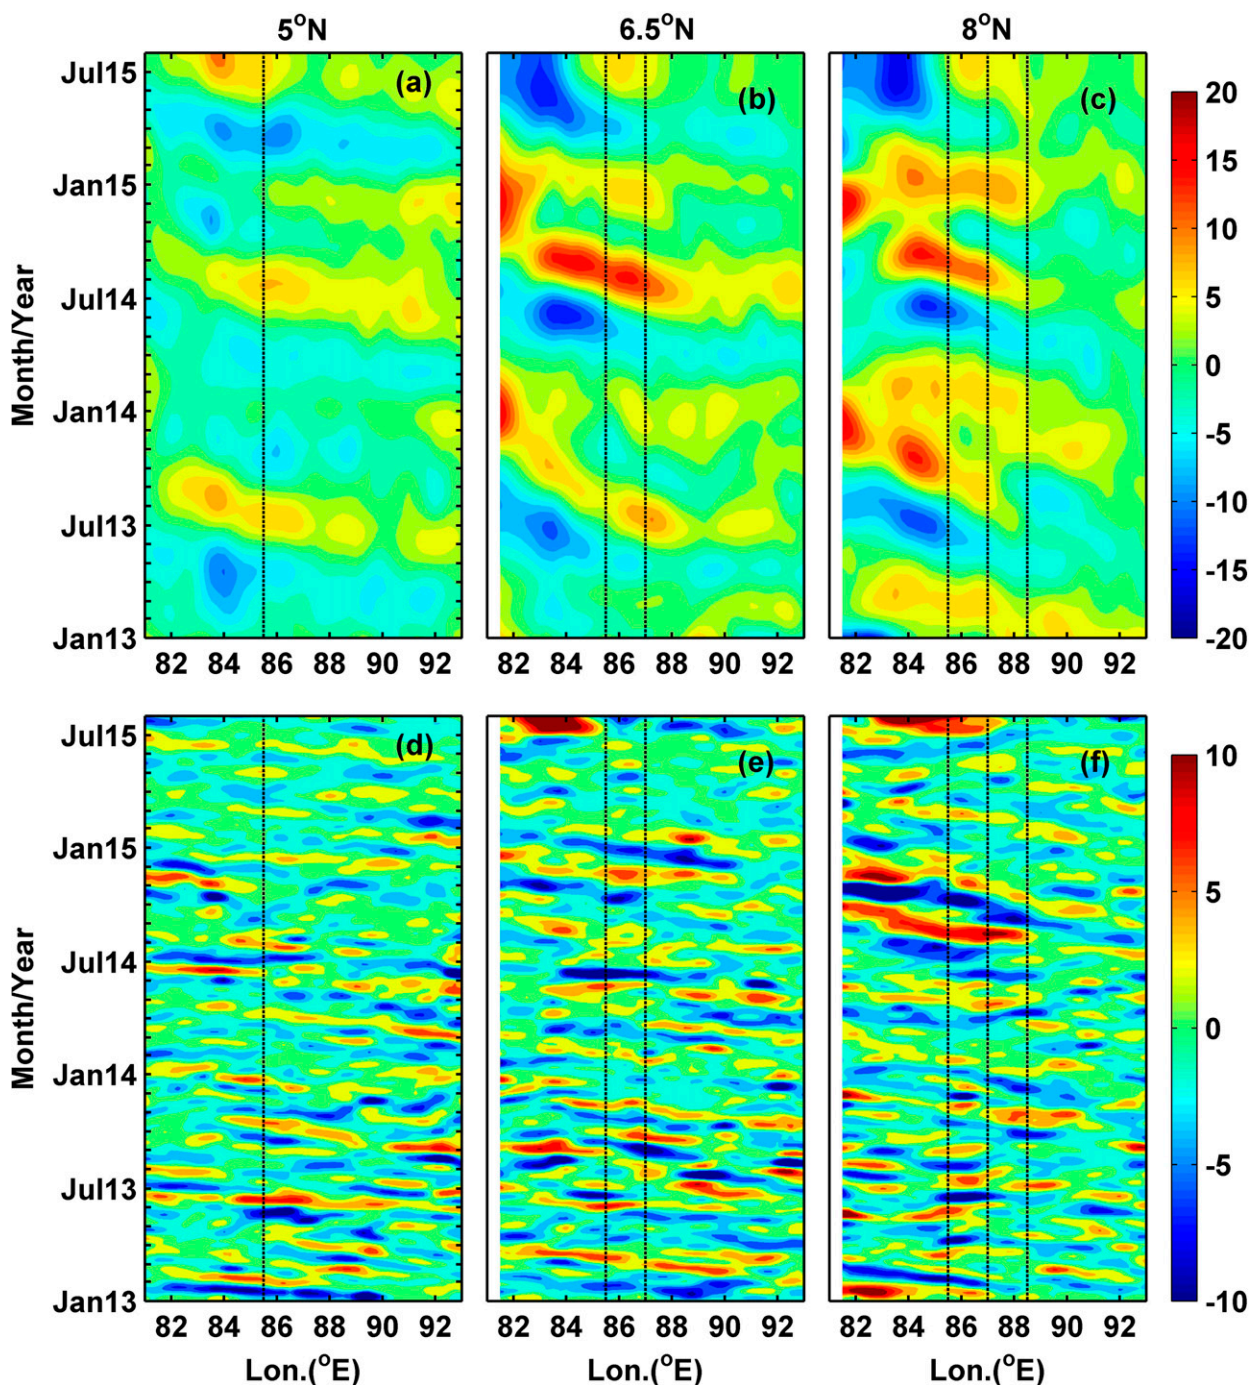 5°N 6.5°N 8°N
(a) (b) (c)
Month/Year
Jul15
Jan15
Jul14
Jan14
Jul13
Jan13
82 84 86 88 90 92 82 84 86 88 90 92 82 84 86 88 90 92
20
15
10
5
0
-5
-10
-15
-20
(d) (e) (f)
Month/Year
Jul15
Jan15
Jul14
Jan14
Jul13
Jan13
82 84 86 88 90 92 82 84 86 88 90 92 82 84 86 88 90 92
Lon.(°E) Lon.(°E) Lon.(°E)
10
5
0
-5
-10